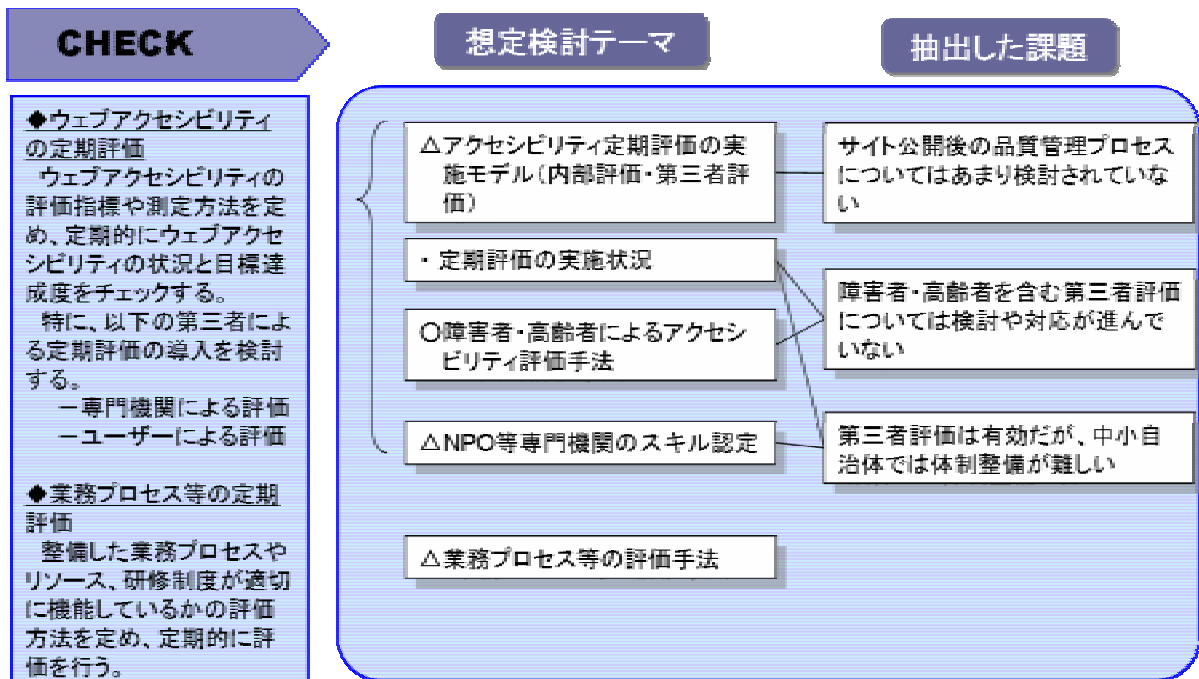 CHECK
想定検討テーマ
抽出した課題
◆ウェブアクセシビリティ
の定期評価
ウェブアクセシビリティの
評価指標や測定方法を定
め、定期的にウェブアクセ
シビリティの状況と目標達
成度をチェックする。
特に、以下の第三者によ
る定期評価の導入を検討
する。
－専門機関による評価
－ユーザーによる評価
◆業務プロセス等の定期
評価
整備した業務プロセスや
リソース、研修制度が適切
に機能しているかの評価
方法を定め、定期的に評
価を行う。
△アクセシビリティ定期評価の実
施モデル（内部評価・第三者評
価）
・定期評価の実施状況
〇障害者・高齢者によるアクセシ
ビリティ評価手法
△NPO等専門機関のスキル認定
△業務プロセス等の評価手法
サイト公開後の品質管理プロセス
についてはあまり検討されていな
い
障害者・高齢者を含む第三者評価
については検討や対応が進んで
いない
第三者評価は有効だが、中小自
治体では体制整備が難しい